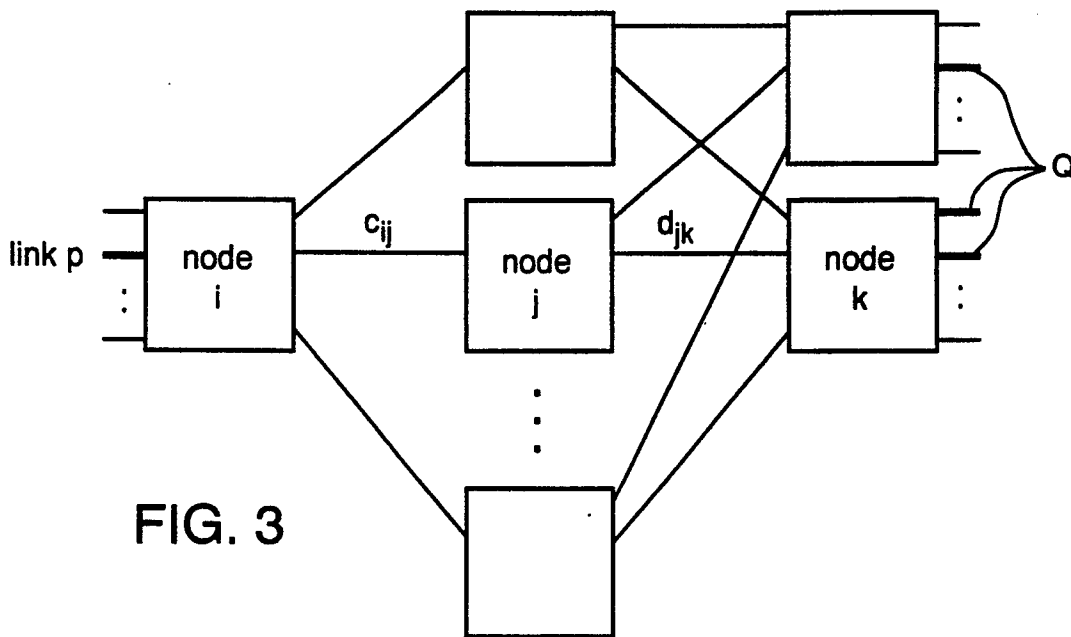 Q
c_ij
d_jk
link p
node
i
node
j
node
k
FIG. 3